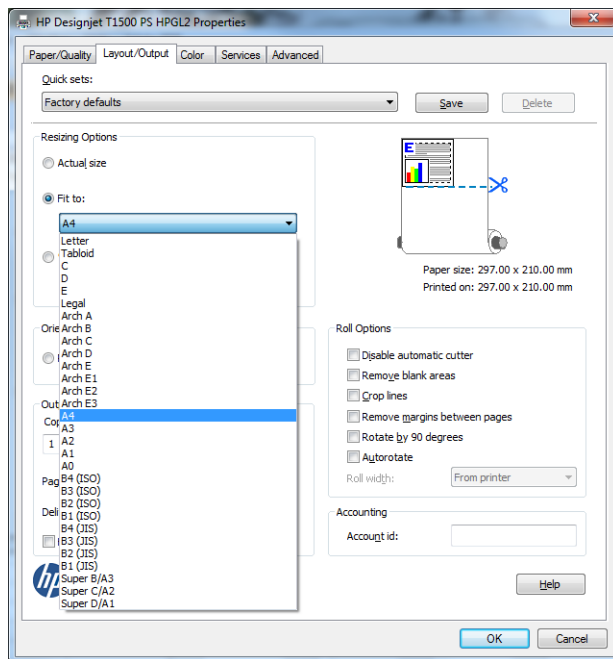 HP Designjet T1500 PS HPGL2 Properties
Paper/Quality Layout/Output Color Services Advanced
Quick sets:
Factory defaults
Save Delete
Resizing Options
Actual size
Fit to:
A4
Letter
Tabloid
C
D
E
Legal
Arch A
Arch B
Arch C
Arch D
Arch E
Arch E1
Arch E2
Arch E3
A4
A3
A2
A1
A0
B4 (ISO)
B3 (ISO)
B2 (ISO)
B1 (ISO)
B4 (JIS)
B3 (JIS)
B2 (JIS)
B1 (JIS)
Super B/A3
Super C/A2
Super D/A1
1
hp
E
Paper size: 297.00 x 210.00 mm
Printed on: 297.00 x 210.00 mm
Roll Options
Disable automatic cutter
Remove blank areas
Crop lines
Remove margins between pages
Rotate by 90 degrees
Autorotate
Roll width: From printer
Accounting
Account id:
Help
OK Cancel